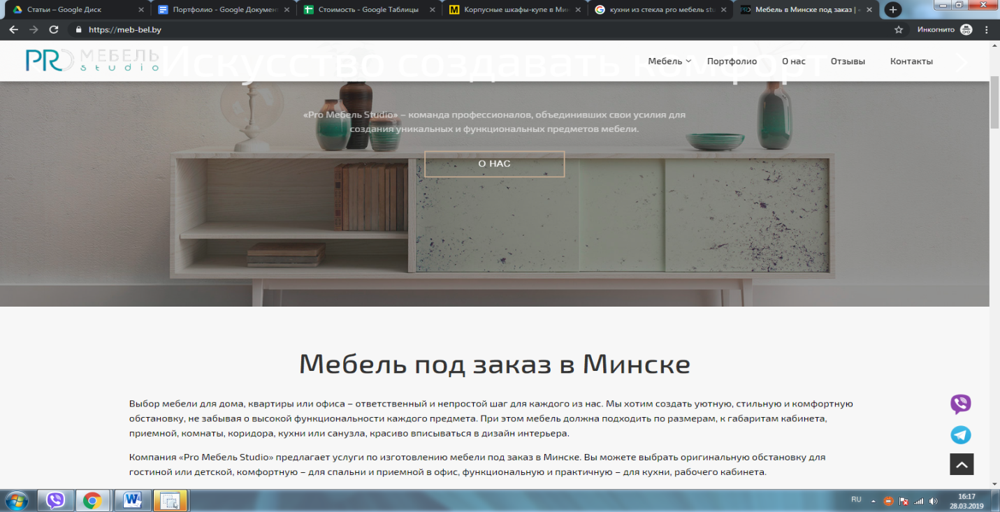 Статьи – Google Диск
Портфолио - Google Докумен
Стоимость - Google Таблицы
Корпусные шкафы-купе в Мин
кухни из стекла pro мебель stu
Мебель в Минске под заказ |
https://meb-bel.by
Инкогнито
PRO МЕБЕЛЬ
studio
Искусство создавать комфорт
Мебель
Портфолио
О нас
Отзывы
Контакты
«Pro Мебель Studio» – команда профессионалов, объединивших свои усилия для
создания уникальных и функциональных предметов мебели.
О НАС
Мебель под заказ в Минске
Выбор мебели для дома, квартиры или офиса – ответственный и непростой шаг для каждого из нас. Мы хотим создать уютную, стильную и комфортную
обстановку, не забывая о высокой функциональности каждого предмета. При этом мебель должна подходить по размерам, к габаритам кабинета,
приемной, комнаты, коридора, кухни или санузла, красиво вписываться в дизайн интерьера.
Компания «Pro Мебель Studio» предлагает услуги по изготовлению мебели под заказ в Минске. Вы можете выбрать оригинальную обстановку для
гостиной или детской, комфортную – для спальни и приемной в офис, функциональную и практичную – для кухни, рабочего кабинета.
RU
16:17
28.03.2019